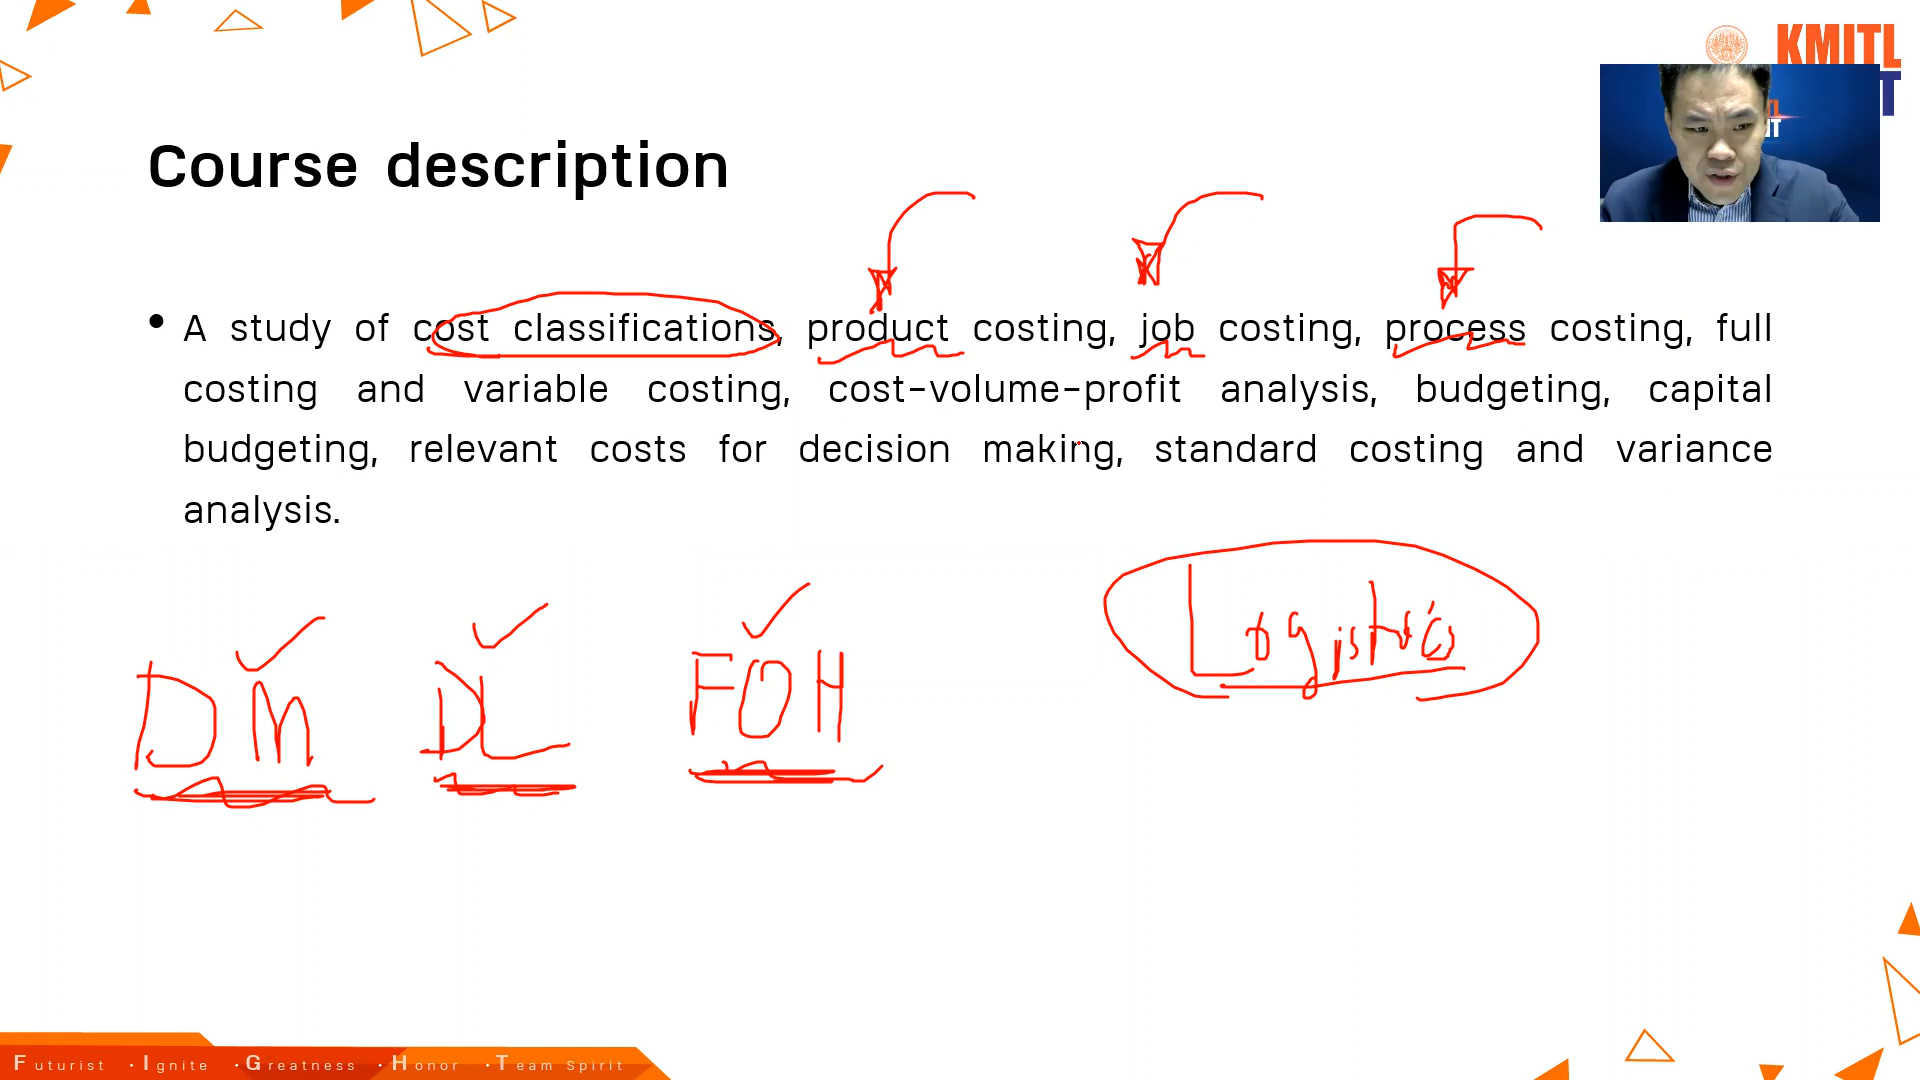 KMITL
Course description
• A study of cost classifications, product costing, job costing, process costing, full
costing and variable costing, cost-volume-profit analysis, budgeting, capital
budgeting, relevant costs for decision making, standard costing and variance
analysis.
Logistics
DM DL FOH
Futurist •Ignite •Greatness •Honor •Team Spirit